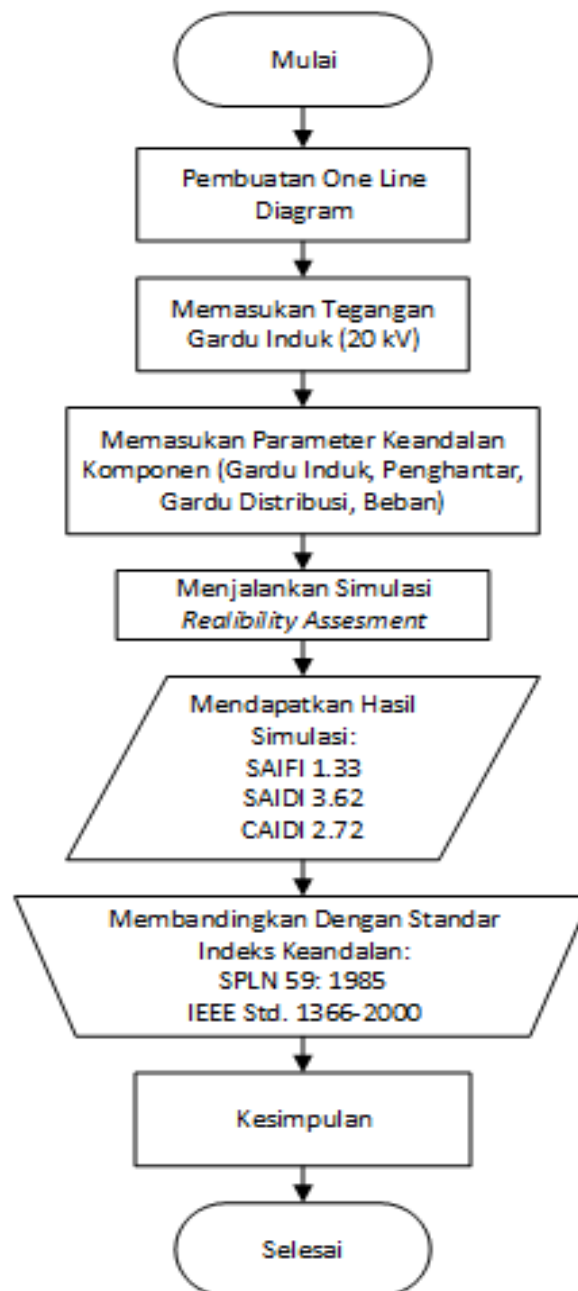 Mulai
Pembuatan One Line
Diagram
Memasukan Tegangan
Gardu Induk (20 kV)
Memasukan Parameter Keandalan
Komponen (Gardu Induk, Penghantar,
Gardu Distribusi, Beban)
Menjalankan Simulasi
Realibility Assesment
Mendapatkan Hasil
Simulasi:
SAIFI 1.33
SAIDI 3.62
CAIDI 2.72
Membandingkan Dengan Standar
Indeks Keandalan:
SPLN 59: 1985
IEEE Std. 1366-2000
Kesimpulan
Selesai